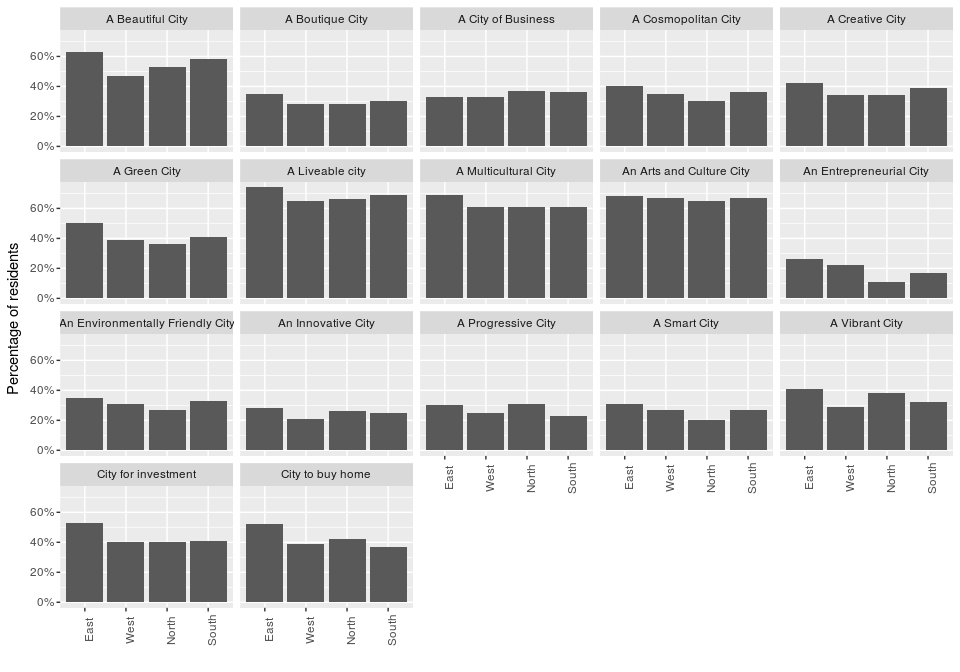 A Beautiful City
A Boutique City
A City of Business
A Cosmopolitan City
A Creative City
60%
40%
20%
0%
A Green City
A Liveable city
A Multicultural City
An Arts and Culture City
An Entrepreneurial City
60%
40%
20%
0%
Percentage of residents
An Environmentally Friendly City
An Innovative City
A Progressive City
A Smart City
A Vibrant City
60%
40%
20%
0%
East
West
North
South
East
West
North
South
East
West
North
South
City for investment
City to buy home
60%
40%
20%
0%
East
West
North
South
East
West
North
South